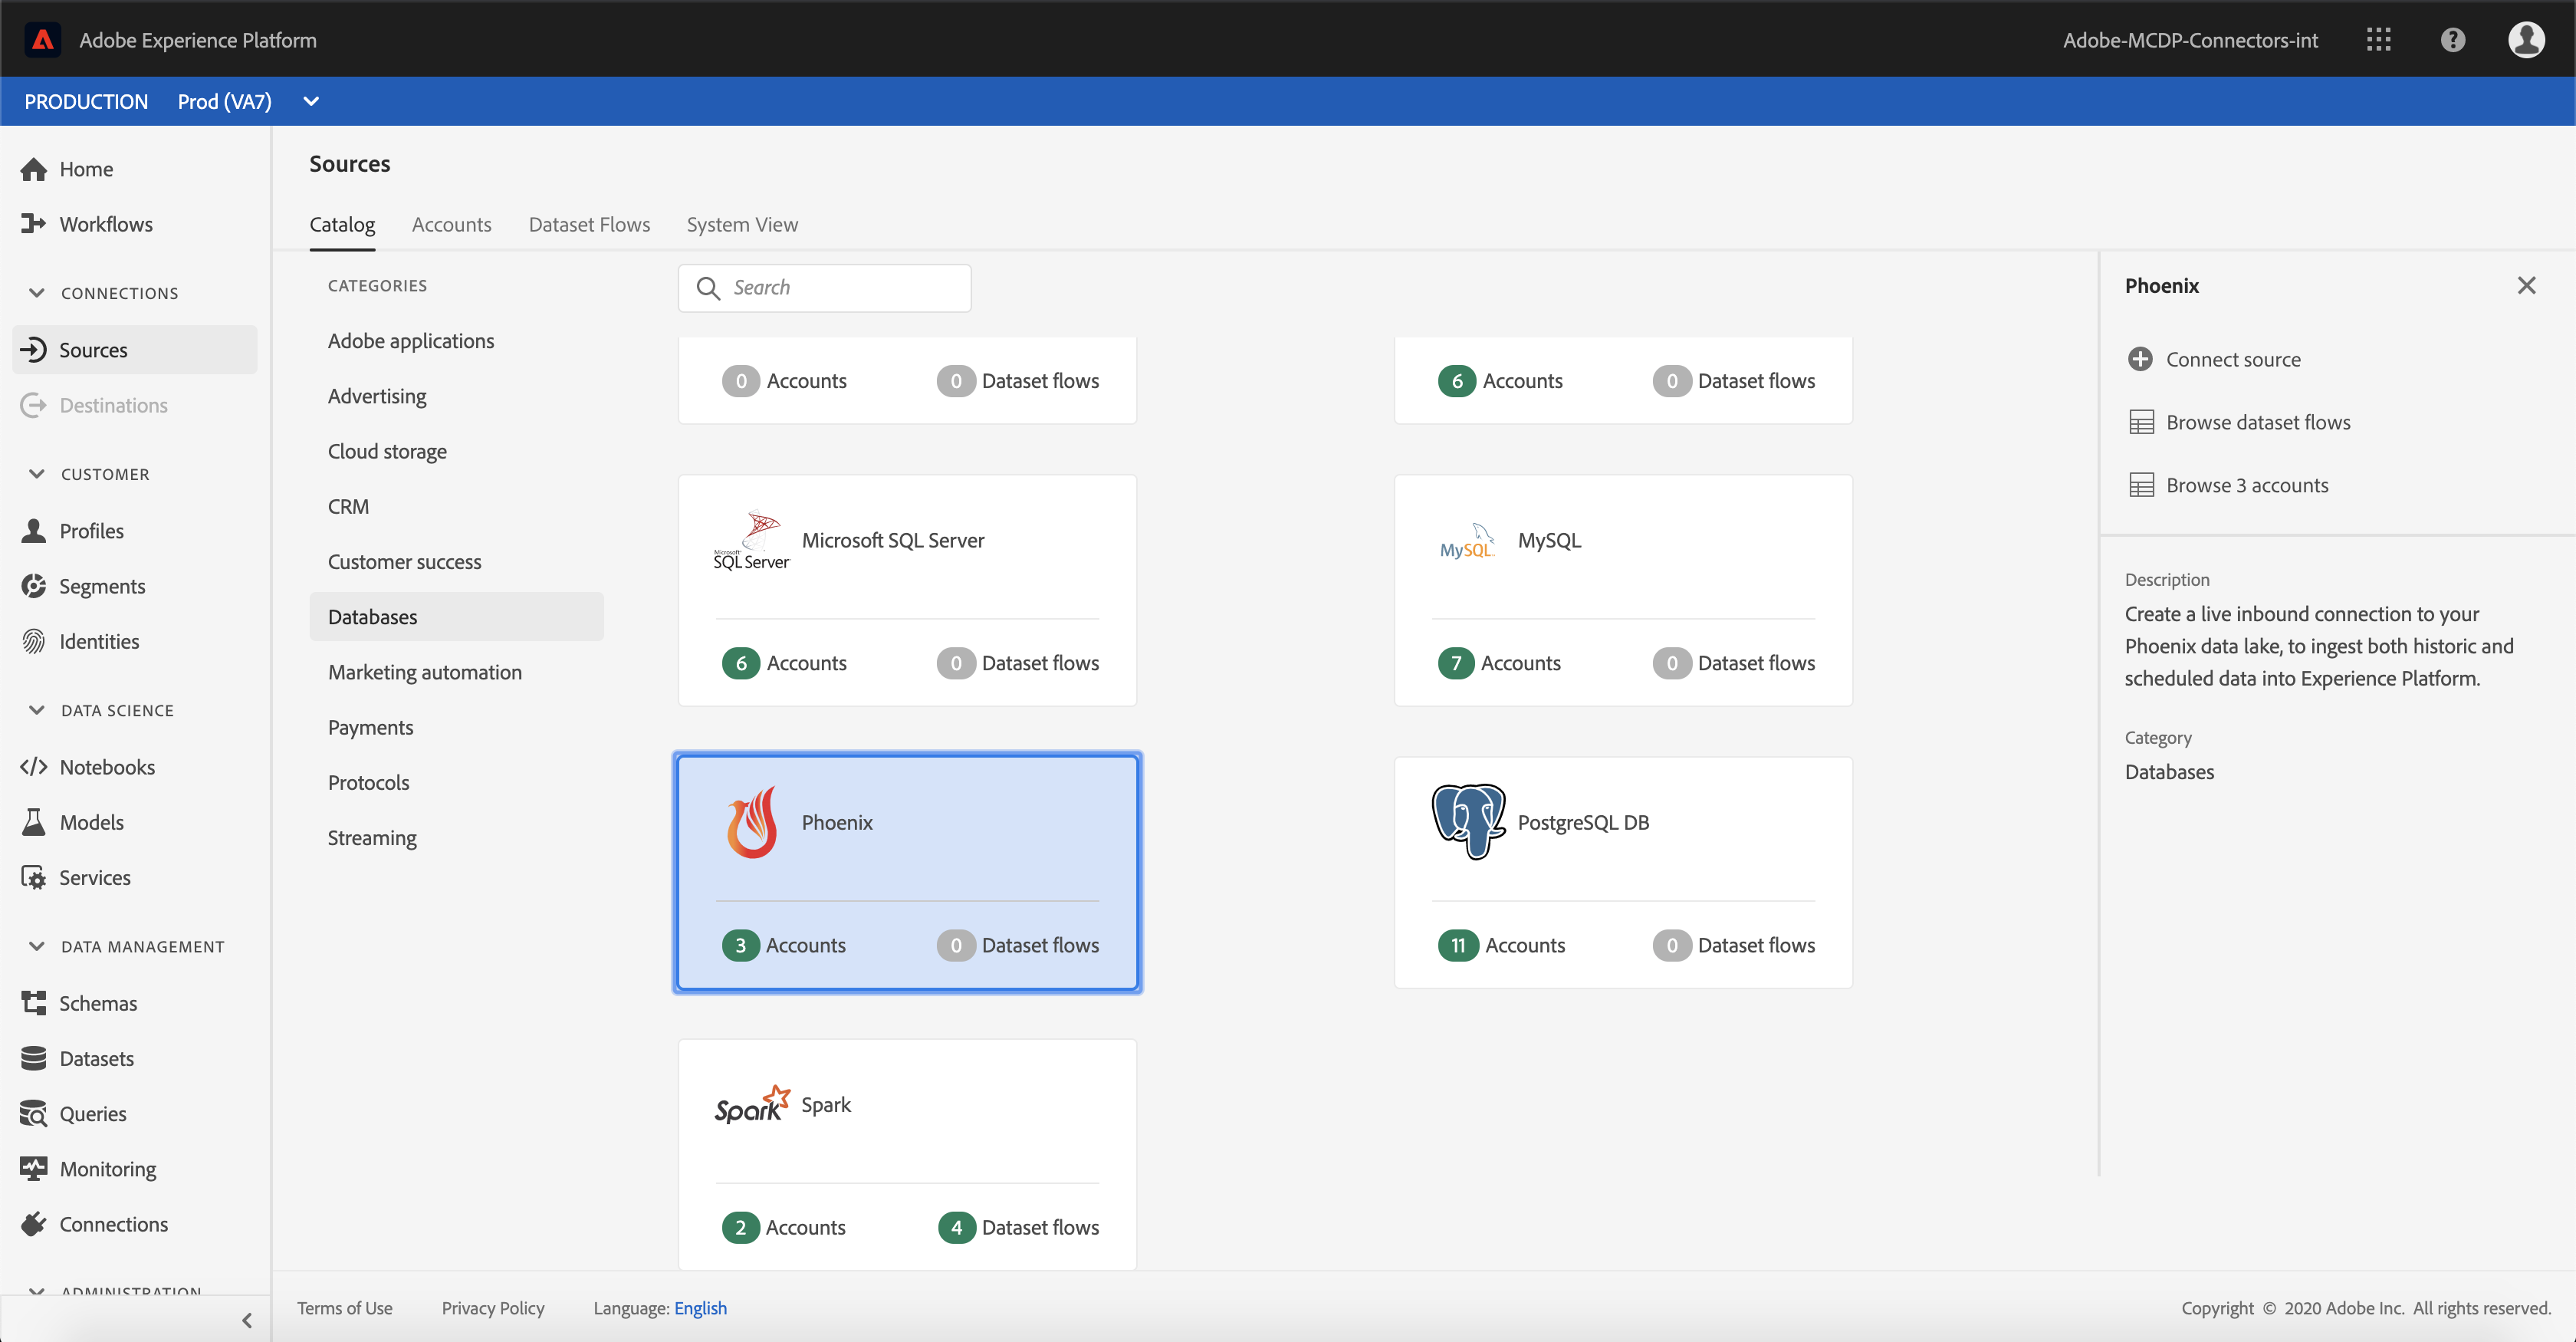 Adobe Experience Platform
Adobe-MCDP-Connectors-int
PRODUCTION Prod (VA7)
Home
Workflows
CONNECTIONS
Sources
Destinations
CUSTOMER
Profiles
Segments
Identities
DATA SCIENCE
Notebooks
Models
Services
DATA MANAGEMENT
Schemas
Datasets
Queries
Monitoring
Connections
ADMINISTRATION
Sources
Catalog Accounts Dataset Flows System View
CATEGORIES
Adobe applications
Advertising
Cloud storage
CRM
Customer success
Databases
Marketing automation
Payments
Protocols
Streaming
Search
0 Accounts 0 Dataset flows
6 Accounts 0 Dataset flows
Microsoft
SQL Server
Microsoft SQL Server
6 Accounts 0 Dataset flows
MySQL
MySQL
7 Accounts 0 Dataset flows
Phoenix
3 Accounts 0 Dataset flows
PostgreSQL DB
11 Accounts 0 Dataset flows
Spark
Spark
2 Accounts 4 Dataset flows
Phoenix
Connect source
Browse dataset flows
Browse 3 accounts
Description
Create a live inbound connection to your
Phoenix data lake, to ingest both historic and
scheduled data into Experience Platform.
Category
Databases
Terms of Use Privacy Policy Language: English
Copyright © 2020 Adobe Inc. All rights reserved.